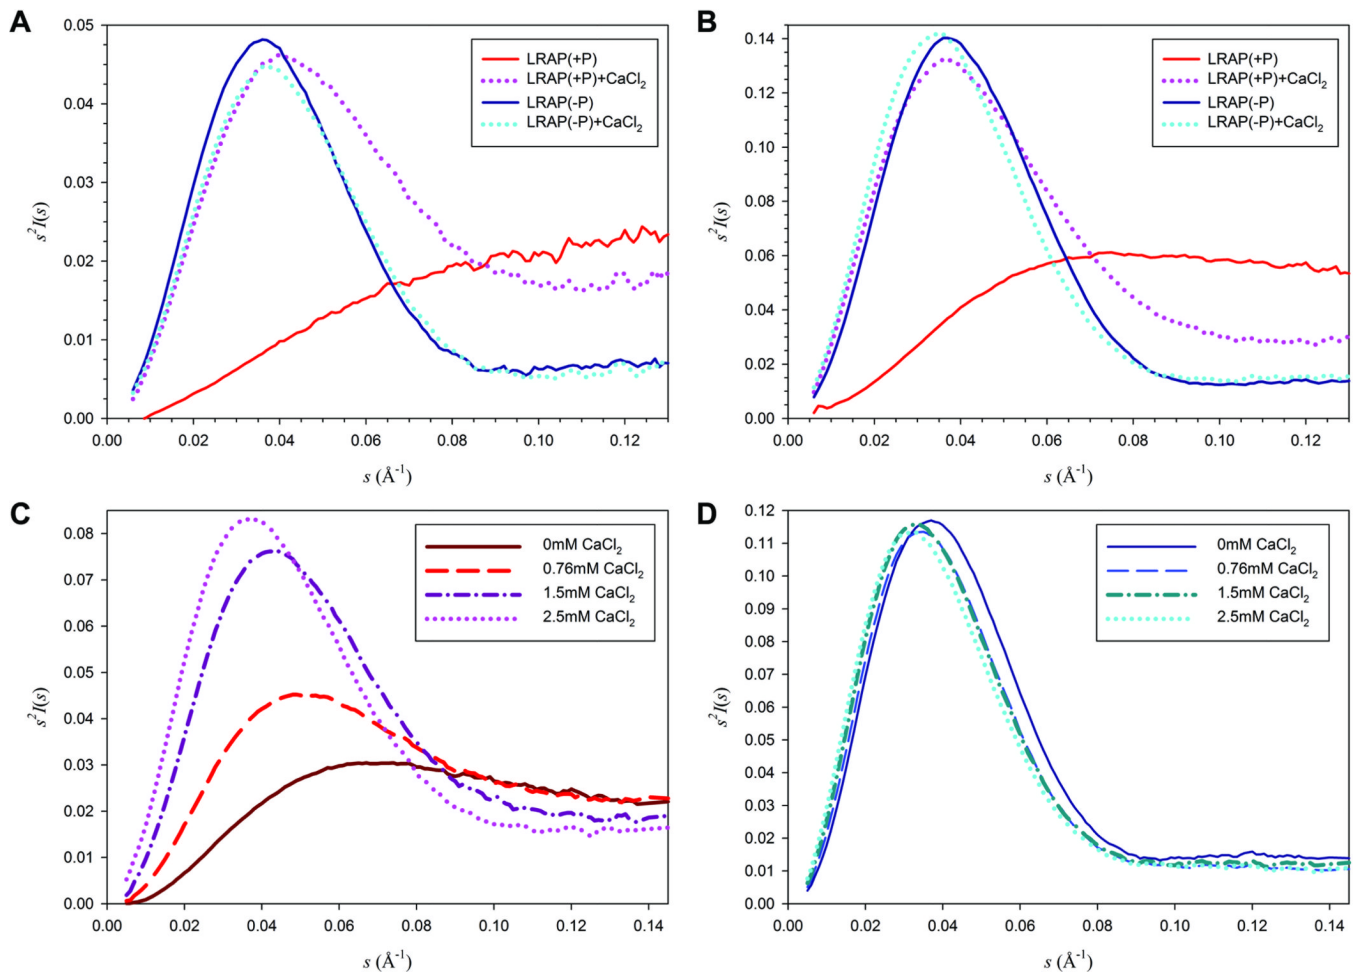 A
0.05
0.04
0.03
0.02
0.01
0.00
s²I(s)
LRAP(+P)
LRAP(+P)+CaCl₂
LRAP(-P)
LRAP(-P)+CaCl₂
0.00 0.02 0.04 0.06 0.08 0.10 0.12
s (Å⁻¹)
B
0.14
0.12
0.10
0.08
0.06
0.04
0.02
0.00
s²I(s)
LRAP(+P)
LRAP(+P)+CaCl₂
LRAP(-P)
LRAP(-P)+CaCl₂
0.00 0.02 0.04 0.06 0.08 0.10 0.12
s (Å⁻¹)
C
0.08
0.07
0.06
0.05
0.04
0.03
0.02
0.01
0.00
s²I(s)
0mM CaCl₂
0.76mM CaCl₂
1.5mM CaCl₂
2.5mM CaCl₂
0.00 0.02 0.04 0.06 0.08 0.10 0.12 0.14
s (Å⁻¹)
D
0.12
0.11
0.10
0.09
0.08
0.07
0.06
0.05
0.04
0.03
0.02
0.01
0.00
s²I(s)
0mM CaCl₂
0.76mM CaCl₂
1.5mM CaCl₂
2.5mM CaCl₂
0.00 0.02 0.04 0.06 0.08 0.10 0.12 0.14
s (Å⁻¹)